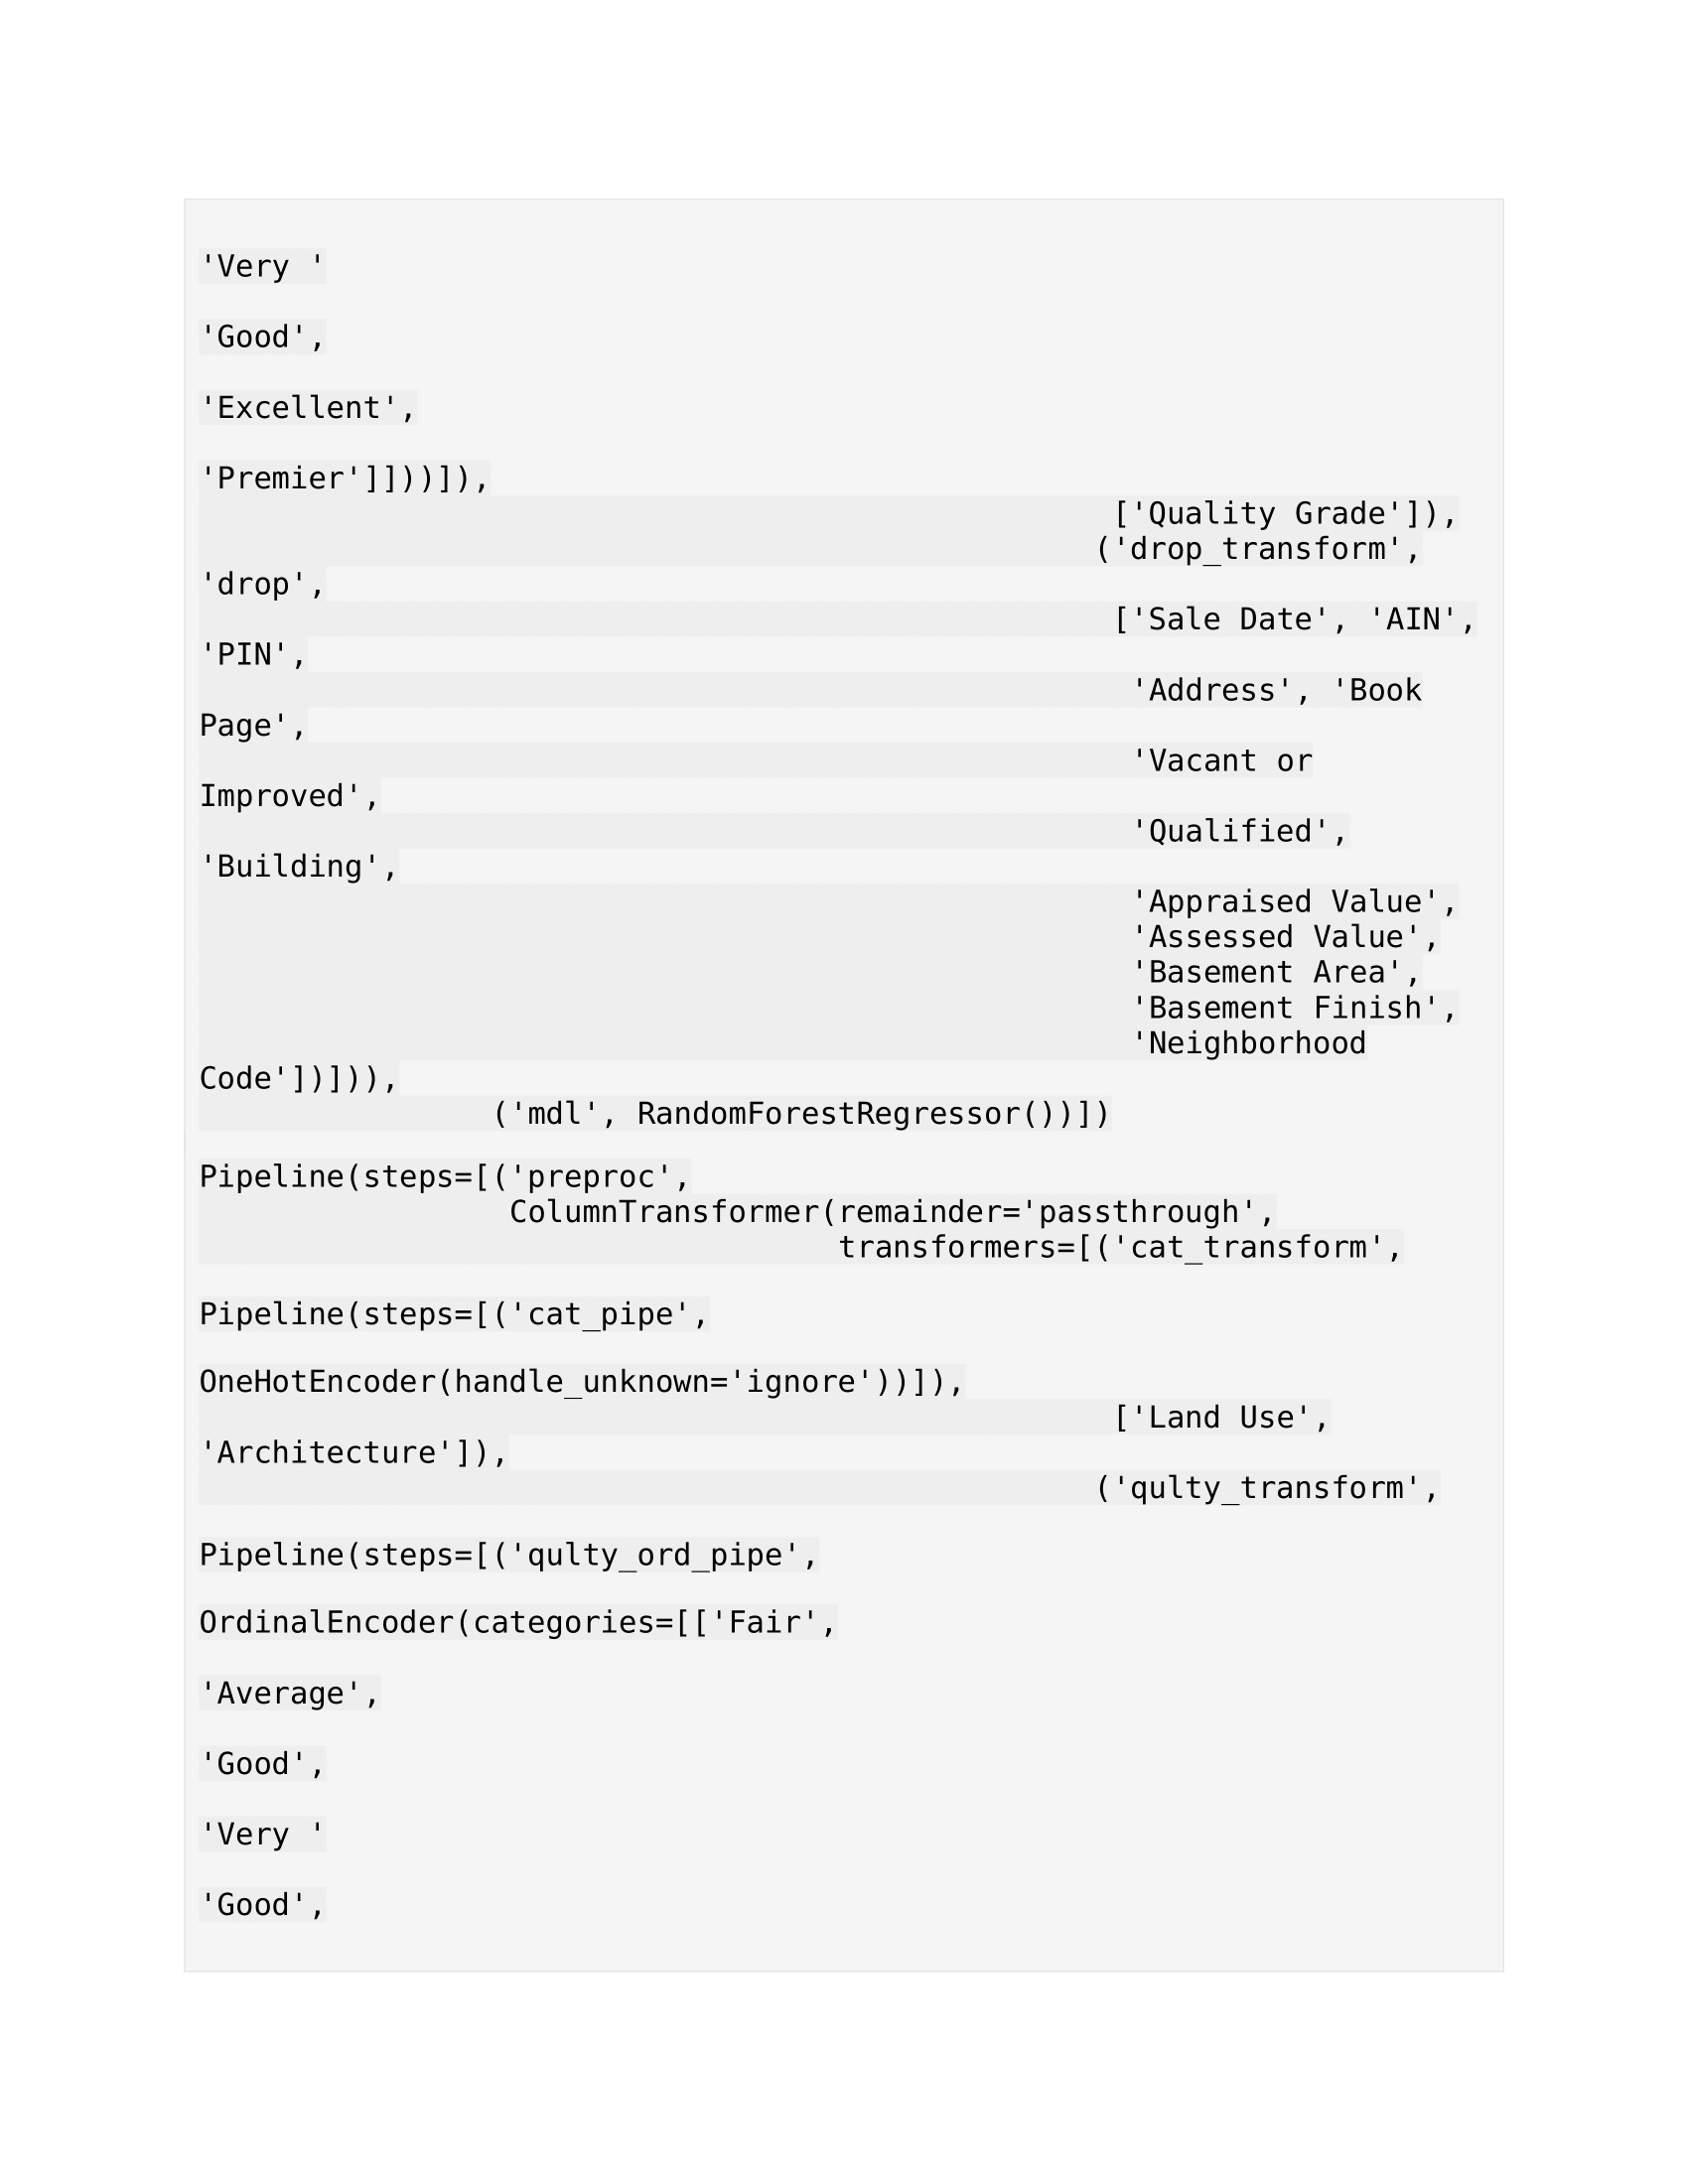 'Very '
'Good',
'Excellent',
'Premier']]))]),
['Quality Grade']),
('drop_transform',
'drop',
['Sale Date', 'AIN',
'PIN',
'Address', 'Book
Page',
'Vacant or
Improved',
'Qualified',
'Building',
'Appraised Value',
'Assessed Value',
'Basement Area',
'Basement Finish',
'Neighborhood
Code'])])),
('mdl', RandomForestRegressor())])
Pipeline(steps=[('preproc',
ColumnTransformer(remainder='passthrough',
transformers=[('cat_transform',
Pipeline(steps=[('cat_pipe',
OneHotEncoder(handle_unknown='ignore'))]),
['Land Use',
'Architecture']),
('qulty_transform',
Pipeline(steps=[('qulty_ord_pipe',
OrdinalEncoder(categories=[['Fair',
'Average',
'Good',
'Very '
'Good',